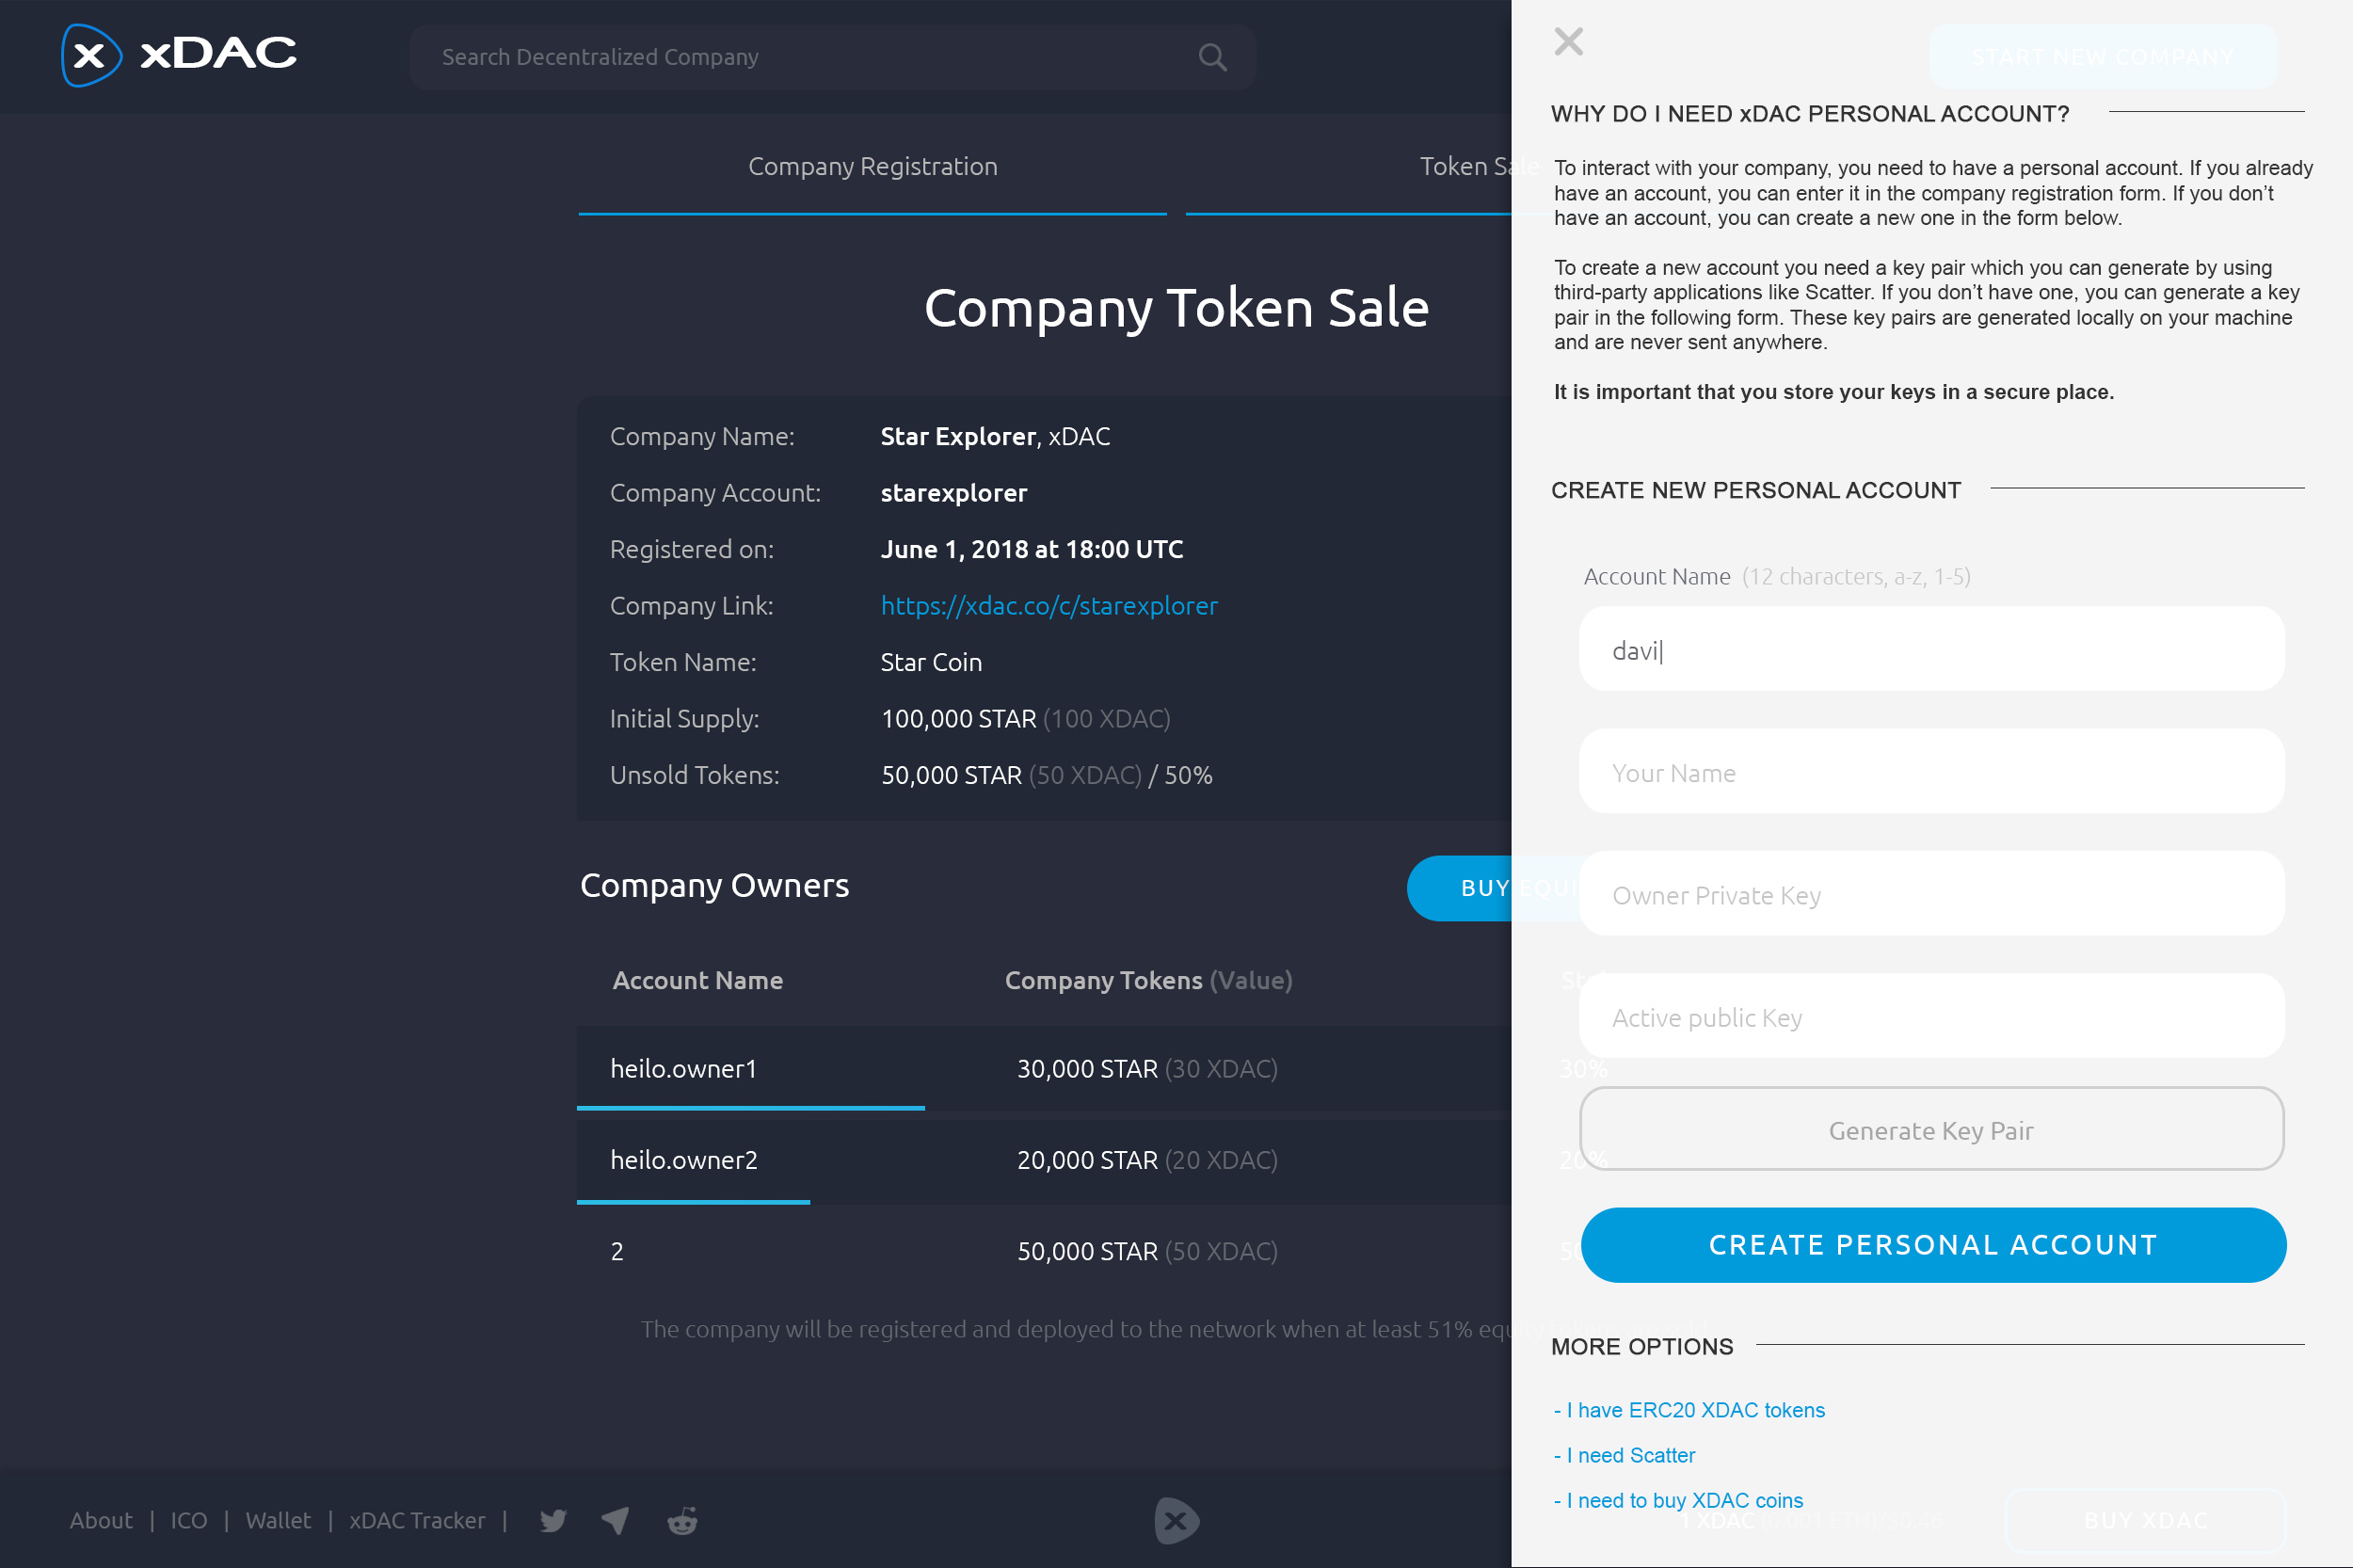 x xDAC
Search Decentralized Company
START NEW COMPANY
Company Registration
Token Sale
Company Token Sale
Company Name: Star Explorer, xDAC
Company Account: starexplorer
Registered on: June 1, 2018 at 18:00 UTC
Company Link: https://xdac.co/c/starexplorer
Token Name: Star Coin
Initial Supply: 100,000 STAR (100 XDAC)
Unsold Tokens: 50,000 STAR (50 XDAC) / 50%
Company Owners
BUY EQUI
Account Name Company Tokens (Value)
heilo.owner1 30,000 STAR (30 XDAC) 30%
heilo.owner2 20,000 STAR (20 XDAC) 20%
2 50,000 STAR (50 XDAC) 50
The company will be registered and deployed to the network when at least 51% equity
WHY DO I NEED xDAC PERSONAL ACCOUNT?
To interact with your company, you need to have a personal account. If you already
have an account, you can enter it in the company registration form. If you don’t
have an account, you can create a new one in the form below.
To create a new account you need a key pair which you can generate by using
third-party applications like Scatter. If you don’t have one, you can generate a key
pair in the following form. These key pairs are generated locally on your machine
and are never sent anywhere.
It is important that you store your keys in a secure place.
CREATE NEW PERSONAL ACCOUNT
Account Name (12 characters, a-z, 1-5)
davi|
Your Name
Owner Private Key
Active public Key
Generate Key Pair
CREATE PERSONAL ACCOUNT
MORE OPTIONS
- I have ERC20 XDAC tokens
- I need Scatter
- I need to buy XDAC coins
About | ICO | Wallet | xDAC Tracker |
x
1 XDAC
BUY XDAC